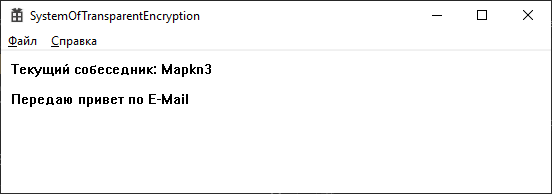 SystemOfTransparentEncryption
Файл Справка
Текущий собеседник: Mapkn3
Передаю привет по E-Mail